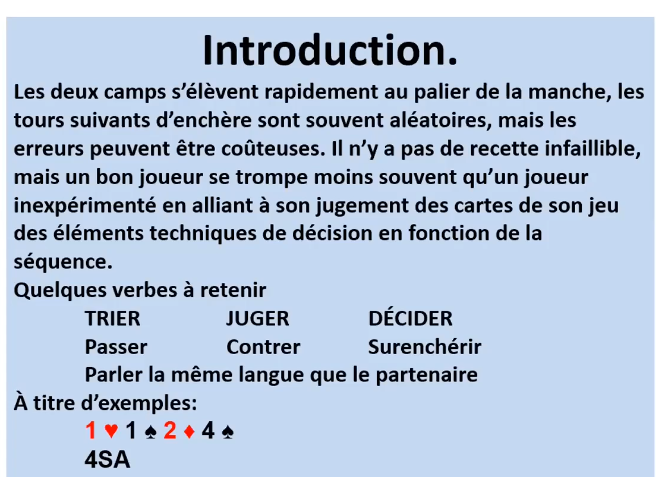 Introduction.
Les deux camps s’élèvent rapidement au palier de la manche, les
tours suivants d’enchère sont souvent aléatoires, mais les
erreurs peuvent être coûteuses. Il n’y a pas de recette infaillible,
mais un bon joueur se trompe moins souvent qu’un joueur
inexpérimenté en alliant à son jugement des cartes de son jeu
des éléments techniques de décision en fonction de la
séquence.
Quelques verbes à retenir
TRIER JUGER DÉCIDER
Passer Contrer Surenchérir
Parler la même langue que le partenaire
À titre d’exemples:
1 ♥ 1 ♠ 2 ♦ 4 ♠
4SA